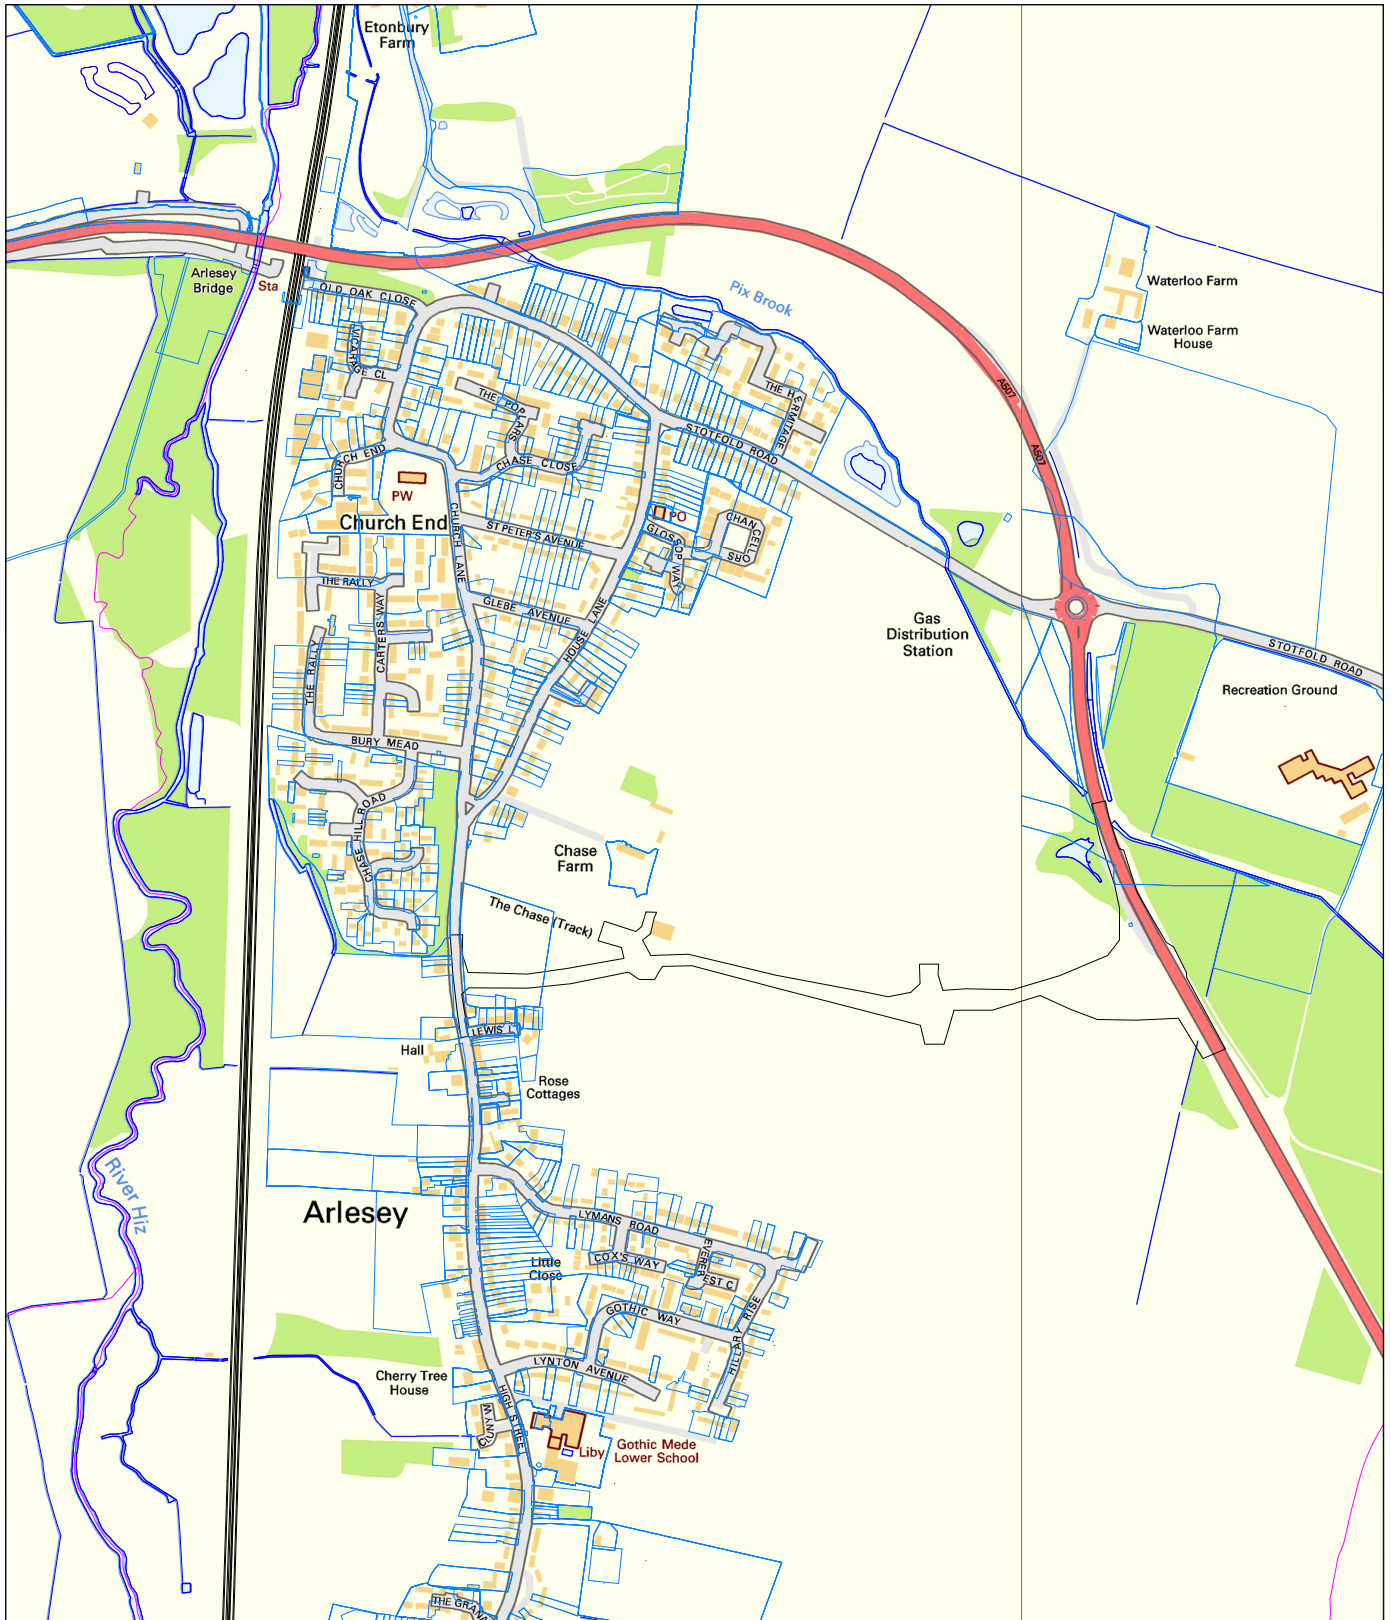 Etonbury
Farm
Arlesey
Bridge
Sta
OLD OAK CLOSE
Pix Brook
Waterloo Farm
Waterloo Farm
House
VICARAGE CL
THE POPLARS
THE HERMITAGE
A507
A507
STOTFOLD ROAD
CHURCH END
CHASE CLOSE
PW
Church End
CHURCH LANE
ST PETER'S AVENUE
PO
GLOSSOP WAY
CHANCELLORS
THE RALLY
CARTERS WAY
GLEBE AVENUE
HOUSE LANE
THE RALLY
Gas
Distribution
Station
STOTFOLD ROAD
Recreation Ground
BURY MEAD
CHASE HILL ROAD
Chase
Farm
The Chase (Track)
LEWIS L
Hall
Rose
Cottages
River Hiz
Arlesey
LYMANS ROAD
COX'S WAY
EVEREST C
Little
Close
GOTHIC WAY
HILLARY RISE
LYNTON AVENUE
Cherry Tree
House
HIGH STREET
Liby
Gothic Mede
Lower School
THE GRANA